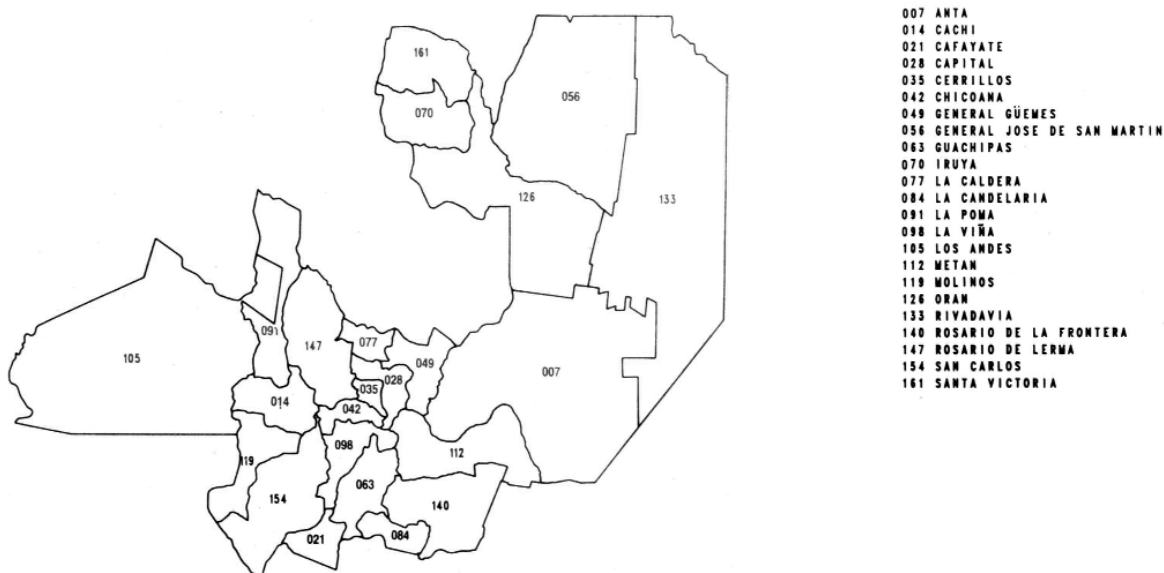 161
056
070
126
133
091
105
147
077
049
007
028
035
014
042
098
119
112
063
154
140
021
084
007 ANTA
014 CACHI
021 CAFAYATE
028 CAPITAL
035 CERRILLOS
042 CHICOANA
049 GENERAL GÜEMES
056 GENERAL JOSE DE SAN MARTIN
063 GUACHIPAS
070 IRUYA
077 LA CALDERA
084 LA CANDELARIA
091 LA POMA
098 LA VIÑA
105 LOS ANDES
112 METAN
119 MOLINOS
126 ORAN
133 RIVADAVIA
140 ROSARIO DE LA FRONTERA
147 ROSARIO DE LERMA
154 SAN CARLOS
161 SANTA VICTORIA